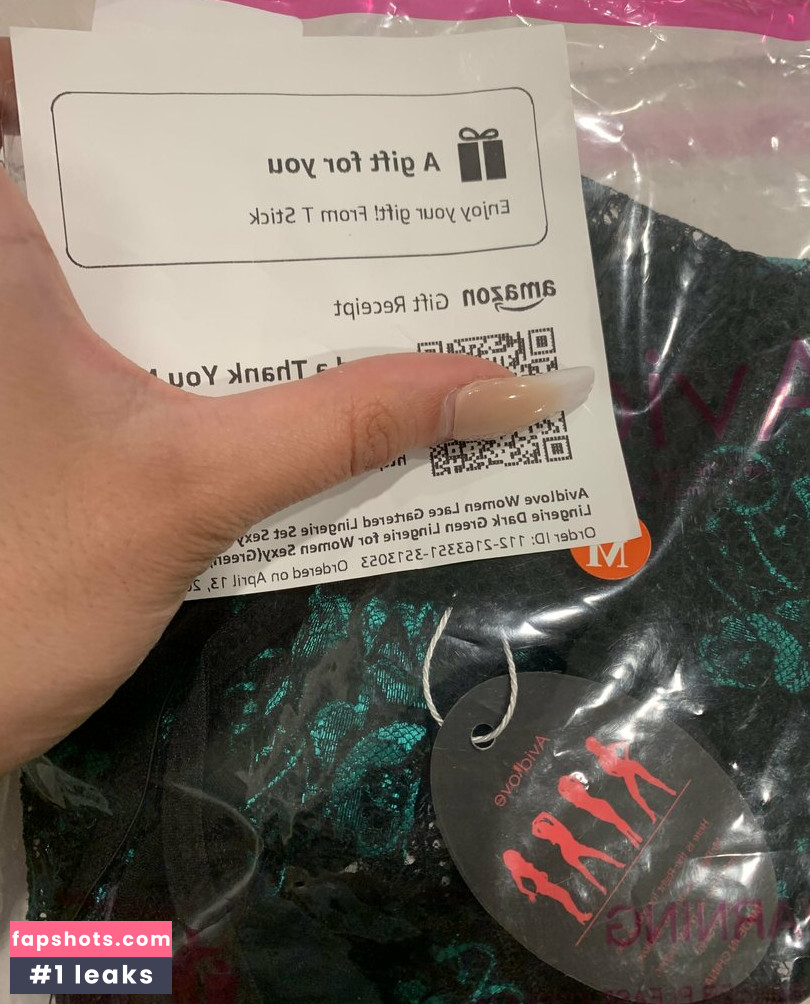 A gift for you
Enjoy your gift! From T Stick
amazon Gift Receipt
a Thank You
Avidlove Women Lace Gartered Lingerie Set Sexy
Lingerie Dark Green Lingerie for Women Sexy(Green,
Order ID: 112-2163351-3513053 Ordered on April 13,
M
Avidlove
fapshots.com
#1 leaks